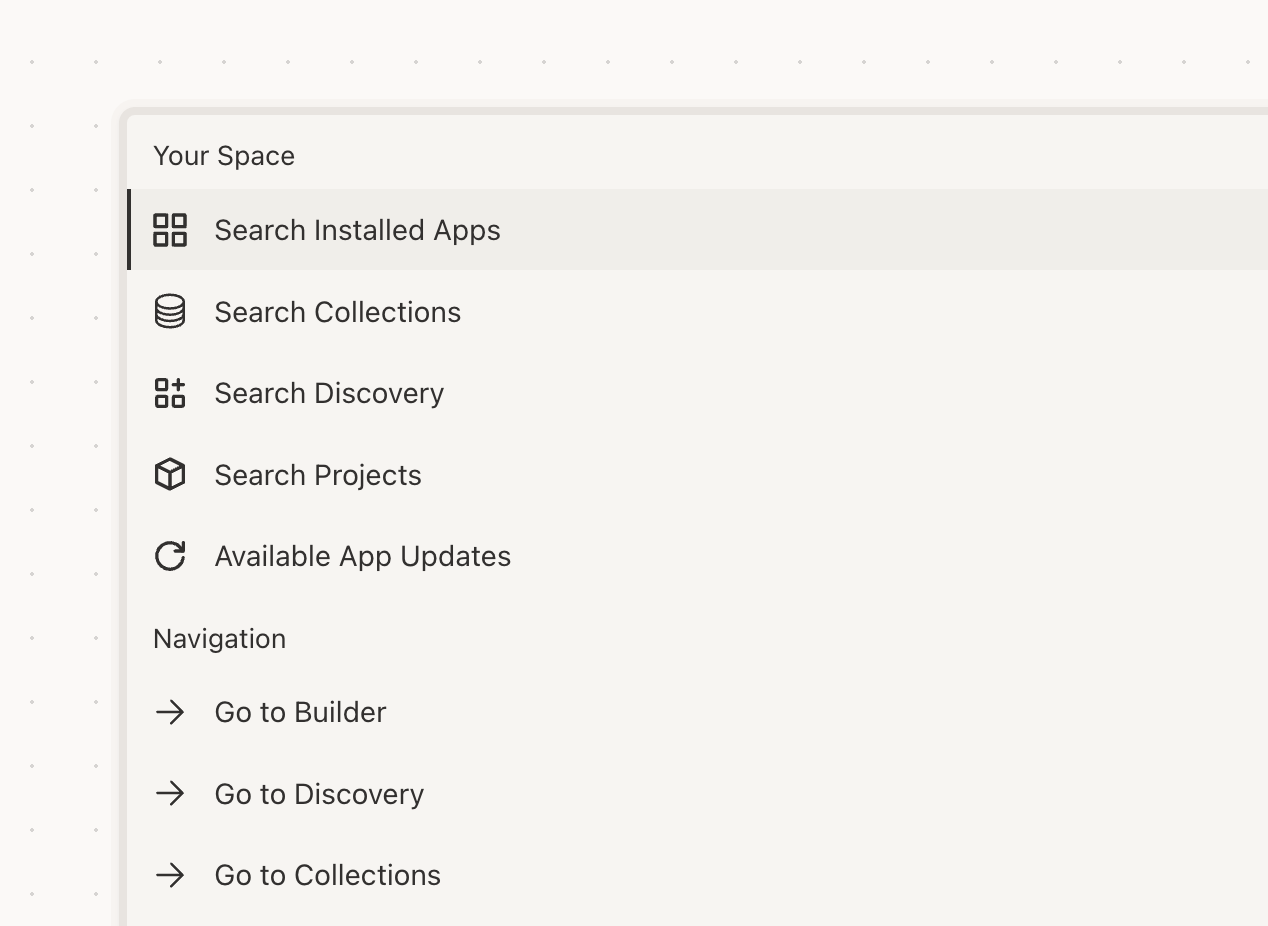 Your Space
Search Installed Apps
Search Collections
Search Discovery
Search Projects
Available App Updates
Navigation
Go to Builder
Go to Discovery
Go to Collections